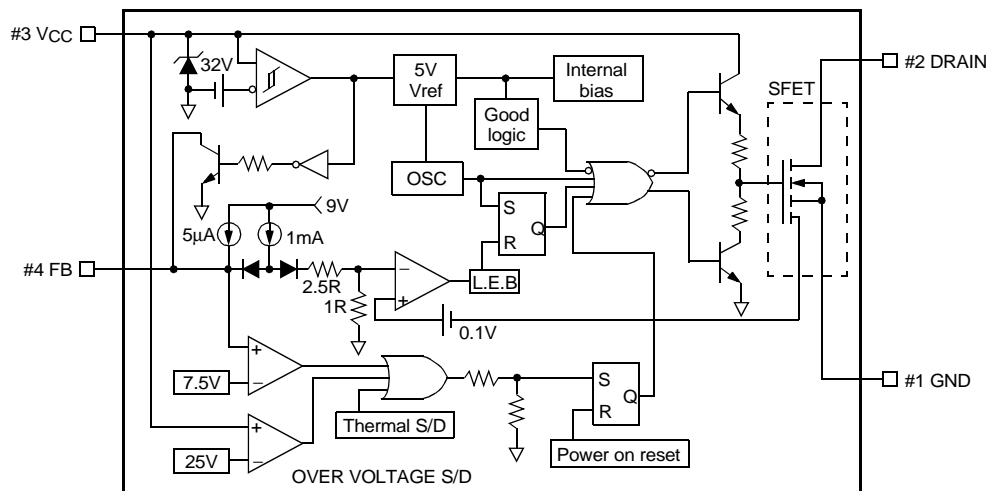 #3 VCC
32V
5V
Vref
Internal
bias
#2 DRAIN
SFET
Good
logic
OSC
9V
5µA
1mA
S
R
Q
#4 FB
2.5R
1R
−
+
L.E.B
0.1V
+
−
7.5V
Thermal S/D
S
R
Q
#1 GND
+
−
25V
Power on reset
OVER VOLTAGE S/D